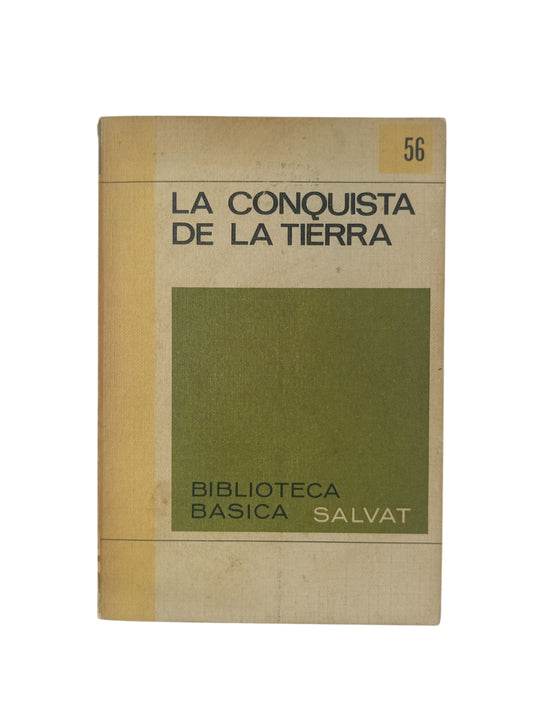 56
LA CONQUISTA
DE LA TIERRA
BIBLIOTECA
BASICA SALVAT